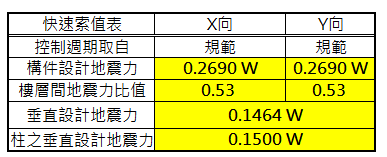 快速索值表 X向 Y向
控制週期取自 規範 規範
構件設計地震力 0.2690 W 0.2690 W
樓層間地震力比值 0.53 0.53
垂直設計地震力 0.1464 W
柱之垂直設計地震力 0.1500 W